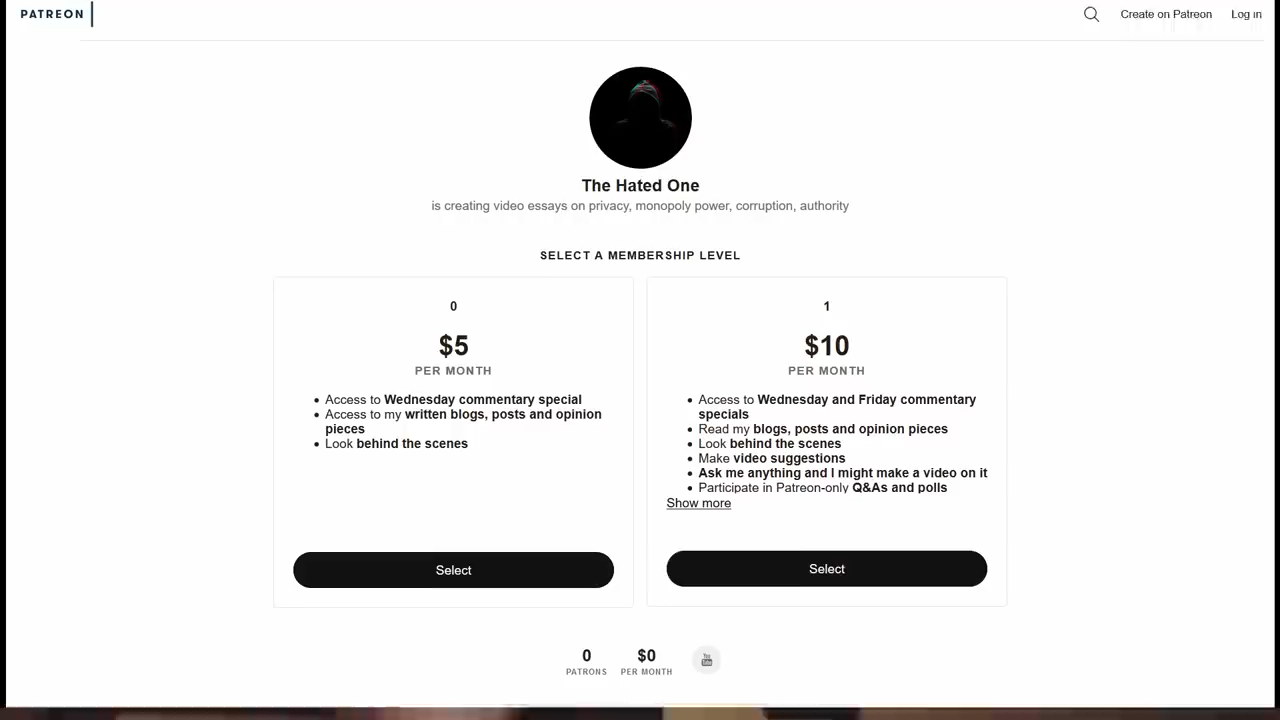 PATREON
Create on Patreon
Log in
The Hated One
is creating video essays on privacy, monopoly power, corruption, authority
SELECT A MEMBERSHIP LEVEL
0
$5
PER MONTH
Access to Wednesday commentary special
Access to my written blogs, posts and opinion
pieces
Look behind the scenes
Select
1
$10
PER MONTH
Access to Wednesday and Friday commentary
specials
Read my blogs, posts and opinion pieces
Look behind the scenes
Make video suggestions
Ask me anything and I might make a video on it
Participate in Patreon-only Q&As and polls
Show more
Select
0
PATRONS
$0
PER MONTH
You
Tube